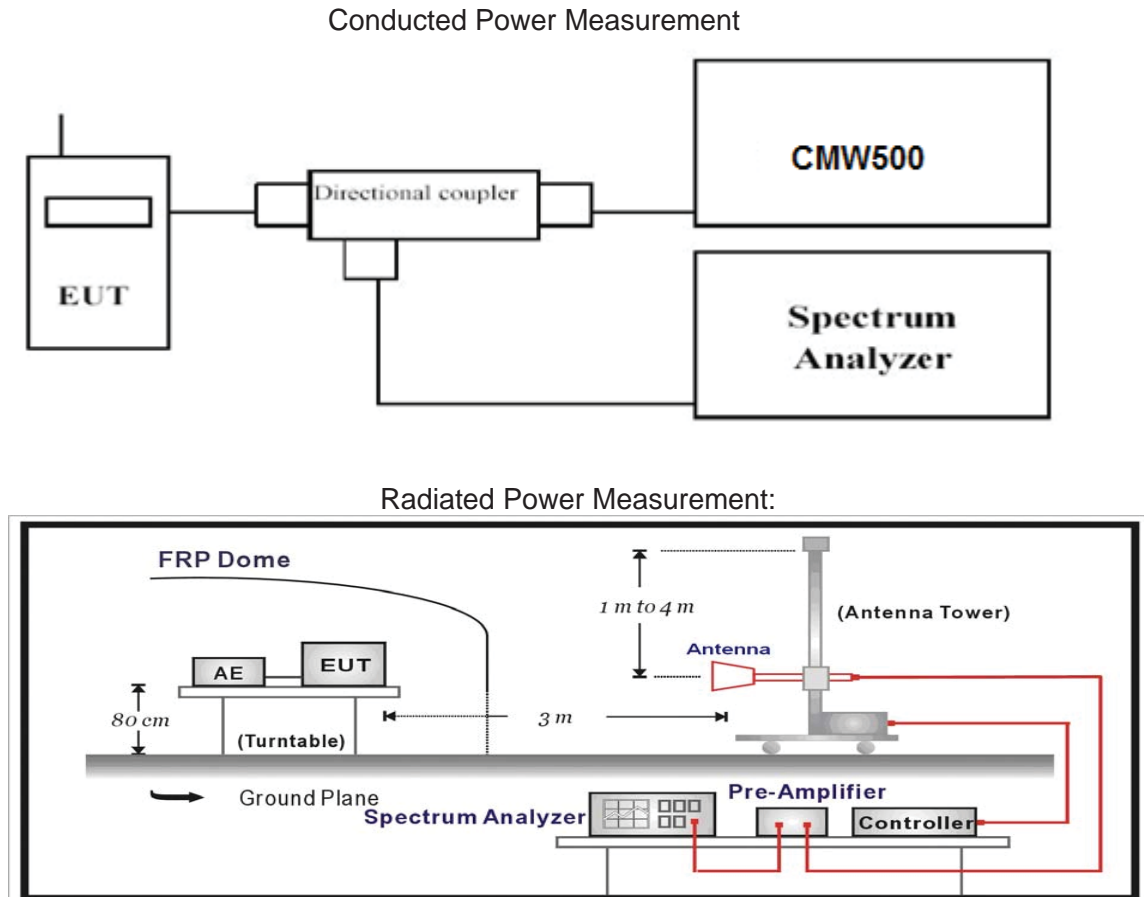 Conducted Power Measurement
EUT
Directional coupler
CMW500
Spectrum
Analyzer
Radiated Power Measurement:
FRP Dome
1 m to 4 m
(Antenna Tower)
Antenna
AE
EUT
80 cm
3 m
(Turntable)
Ground Plane
Spectrum Analyzer
Pre-Amplifier
Controller